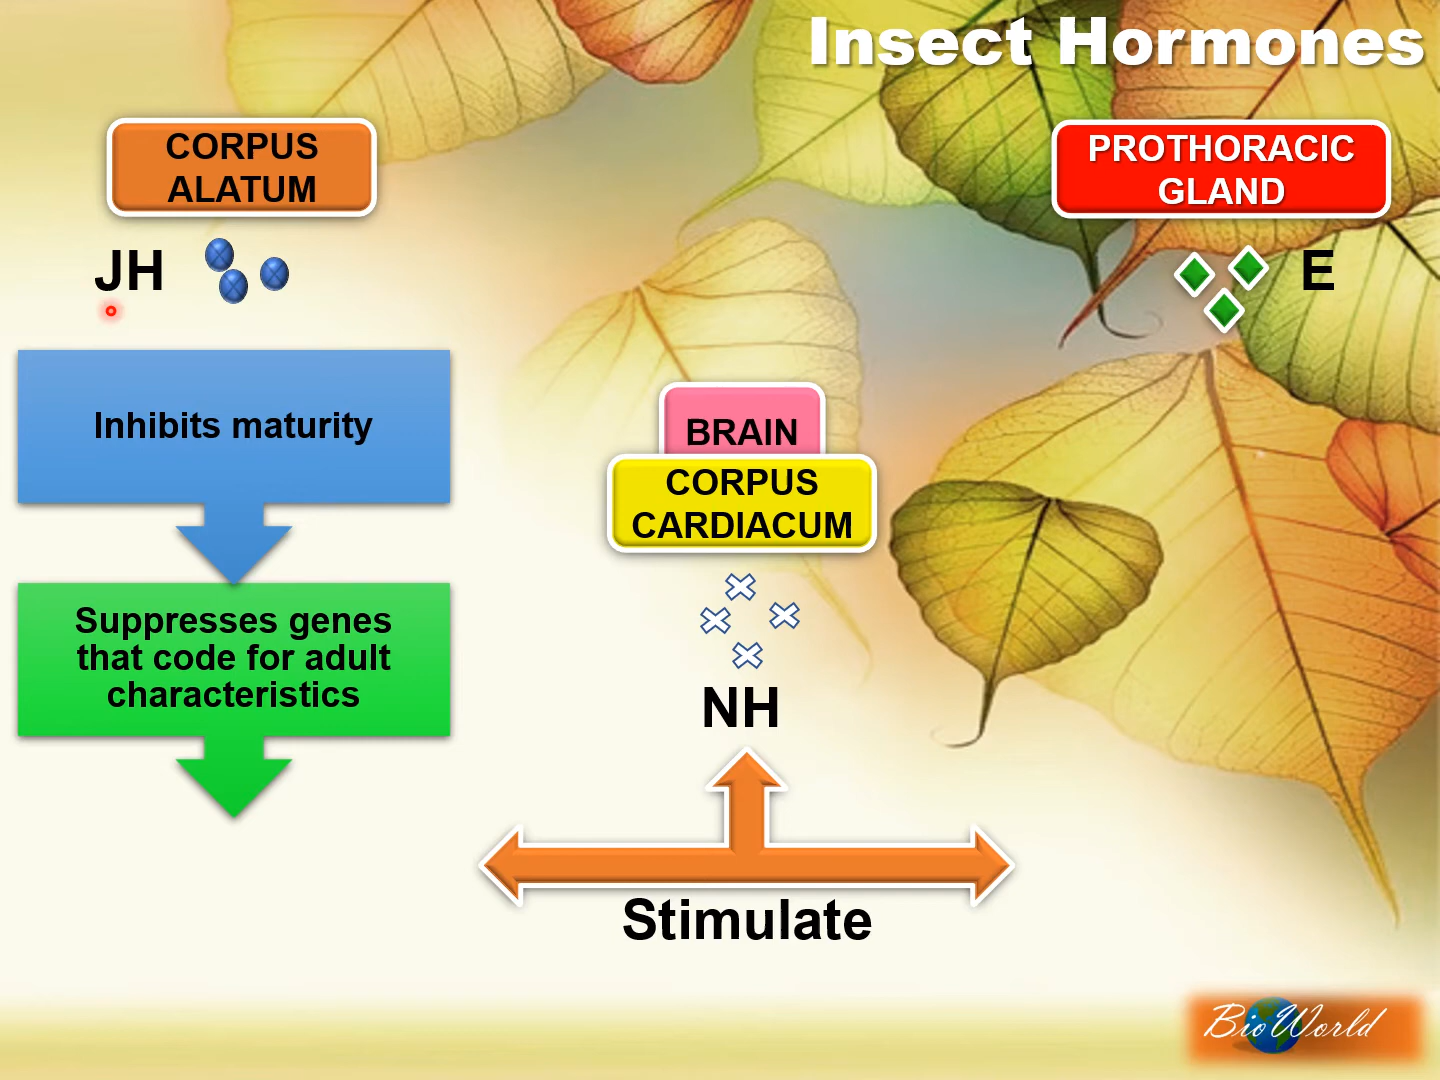 Insect Hormones
CORPUS
ALATUM
JH
PROTHORACIC
GLAND
E
Inhibits maturity
Suppresses genes
that code for adult
characteristics
BRAIN
CORPUS
CARDIACUM
NH
Stimulate
BioWorld